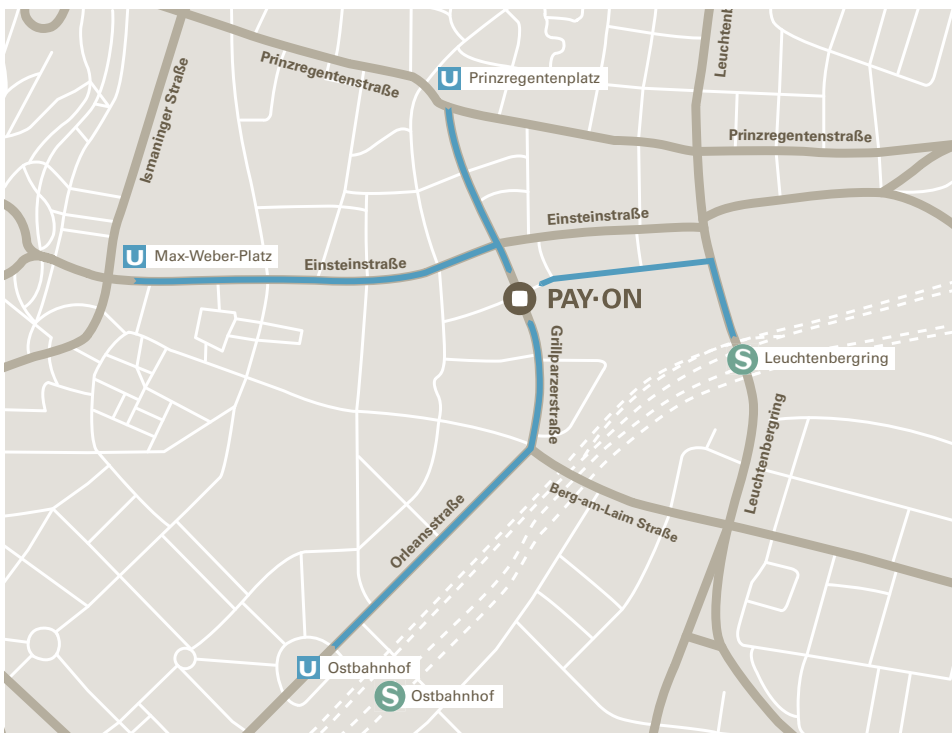 Prinzregentenstraße
U Prinzregentenplatz
Ismaninger Straße
Prinzregentenstraße
Einsteinstraße
U Max-Weber-Platz
Einsteinstraße
PAY·ON
Grillparzerstraße
S Leuchtenbergring
Leuchtenbergring
Berg-am-Laim Straße
Orleansstraße
U Ostbahnhof
S Ostbahnhof